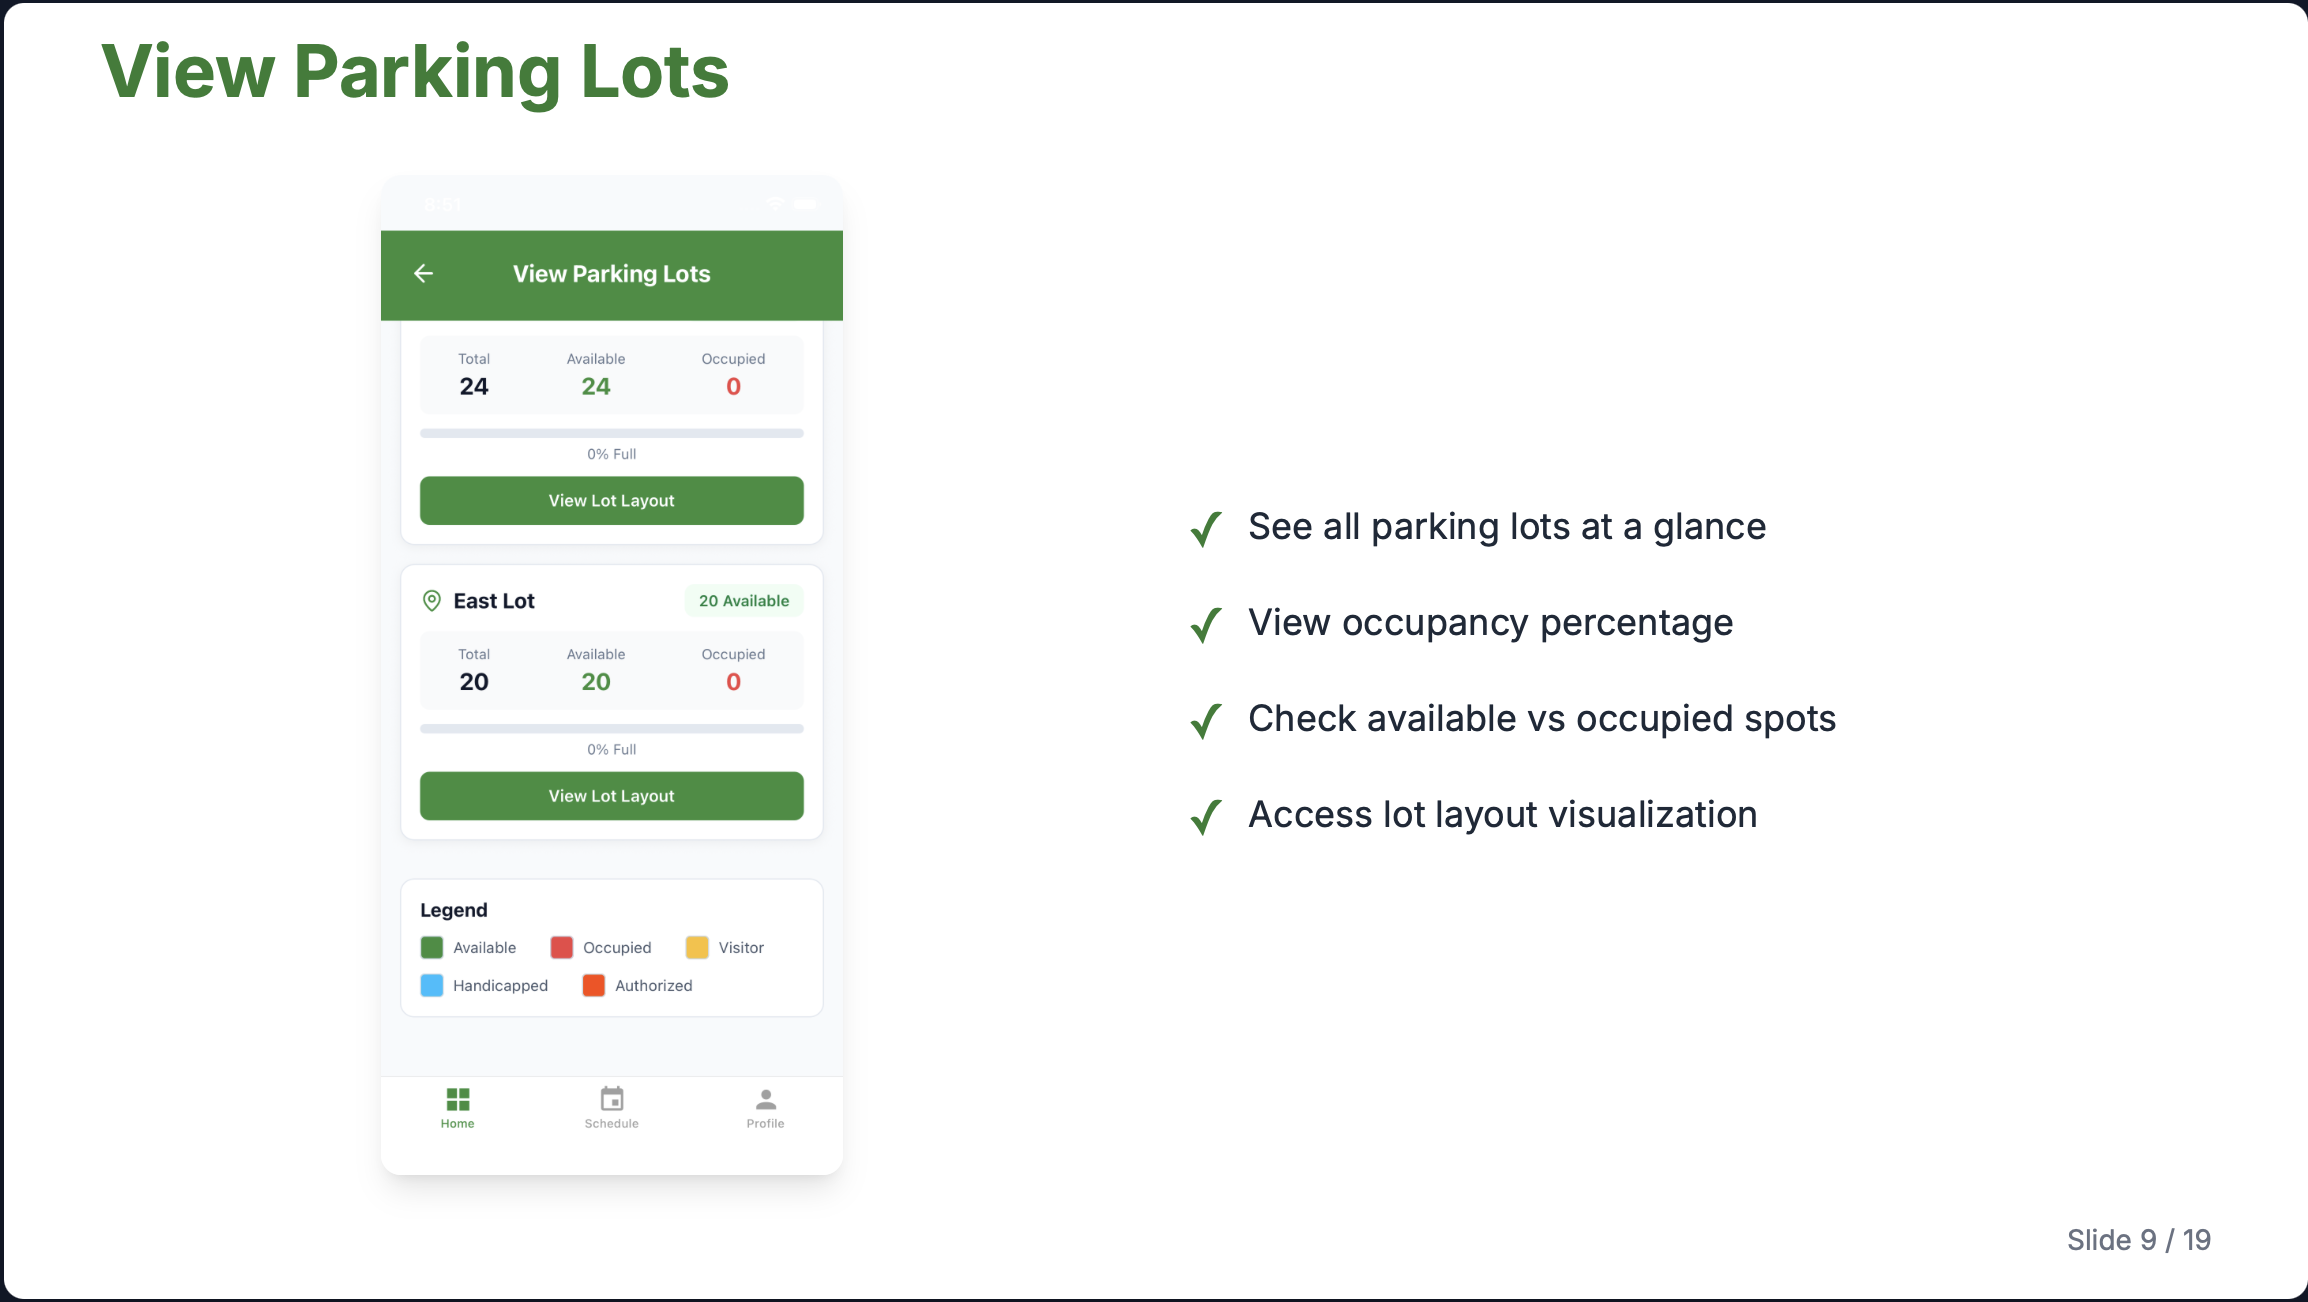 View Parking Lots
8:51
View Parking Lots
Total Available Occupied
24 24 0
0% Full
View Lot Layout
East Lot 20 Available
Total Available Occupied
20 20 0
0% Full
View Lot Layout
Legend
Available Occupied Visitor
Handicapped Authorized
Home Schedule Profile
See all parking lots at a glance
View occupancy percentage
Check available vs occupied spots
Access lot layout visualization
Slide 9 / 19